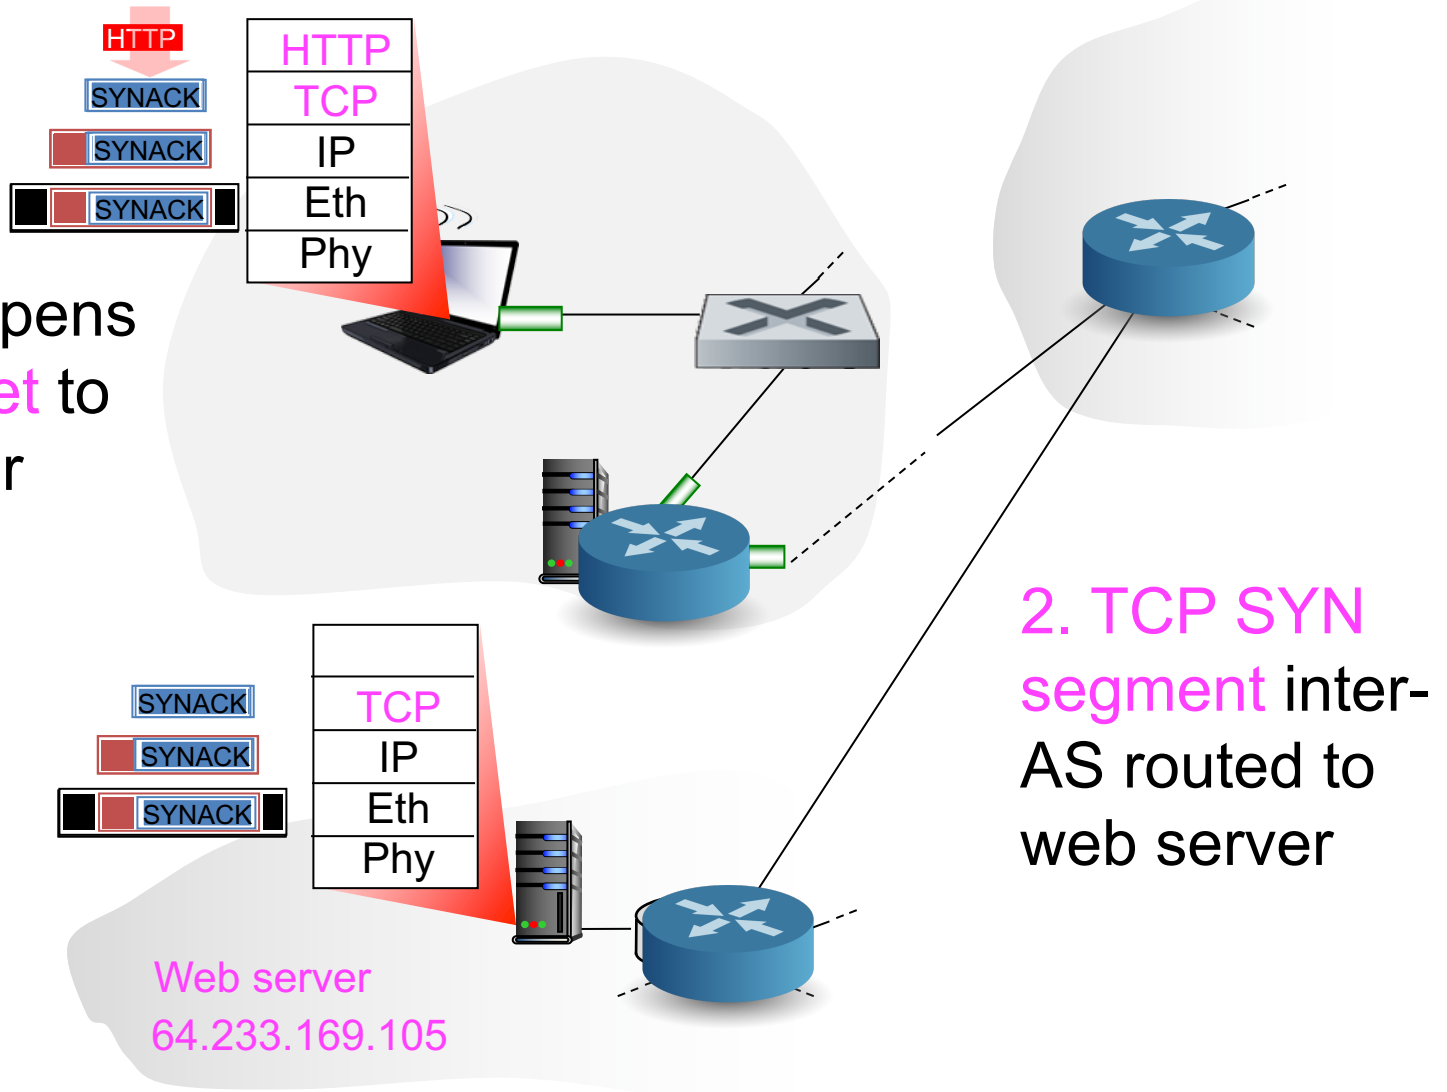 HTTP
SYNACK
SYNACK
SYNACK
HTTP
TCP
IP
Eth
Phy
pens
et to
r
2. TCP SYN
segment inter-
AS routed to
web server
SYNACK
SYNACK
SYNACK
TCP
IP
Eth
Phy
Web server
64.233.169.105